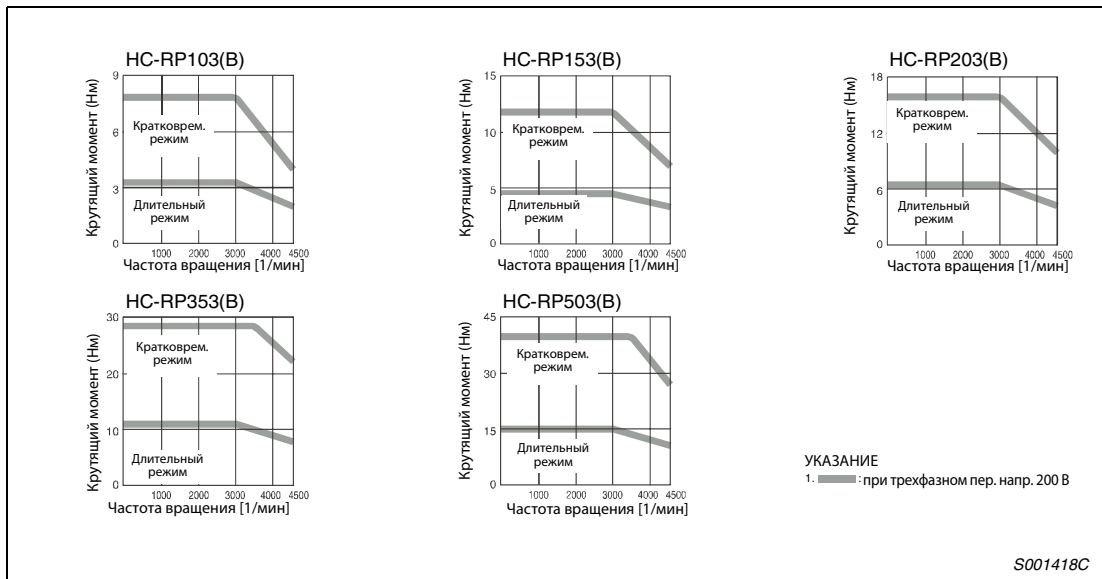 HC-RP103(B)
Крутящий момент (Нм)
9
6
3
0
Кратковрем.
режим
Длительный
режим
1000 2000 3000 4000 4500
Частота вращения [1/мин]
HC-RP153(B)
Крутящий момент (Нм)
15
10
5
0
Кратковрем.
режим
Длительный
режим
1000 2000 3000 4000 4500
Частота вращения [1/мин]
HC-RP203(B)
Крутящий момент (Нм)
18
12
6
0
Кратковрем.
режим
Длительный
режим
1000 2000 3000 4000 4500
Частота вращения [1/мин]
HC-RP353(B)
Крутящий момент (Нм)
30
20
10
0
Кратковрем.
режим
Длительный
режим
1000 2000 3000 4000 4500
Частота вращения [1/мин]
HC-RP503(B)
Крутящий момент (Нм)
45
30
15
0
Кратковрем.
режим
Длительный
режим
1000 2000 3000 4000 4500
Частота вращения [1/мин]
УКАЗАНИЕ
1. : при трехфазном пер. напр. 200 В
S001418C